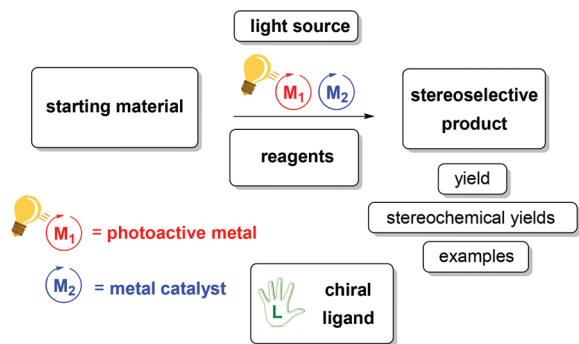 light source
starting material
M1 M2
stereoselective
product
reagents
yield
stereochemical yields
examples
M1 = photoactive metal
M2 = metal catalyst
L
chiral
ligand